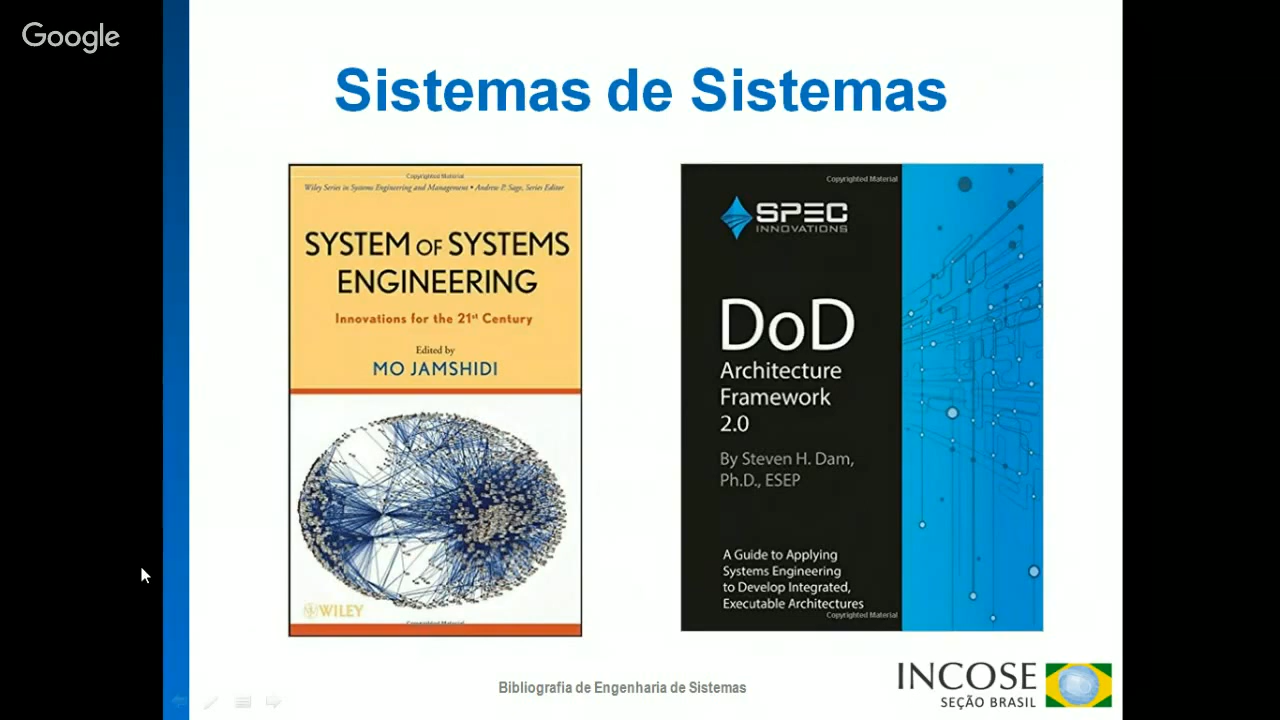 Google
Sistemas de Sistemas
Copyrighted Material
Wiley Series in Systems Engineering and Management • Andrew P. Sage, Series Editor
SYSTEM OF SYSTEMS
ENGINEERING
Innovations for the 21st Century
Edited by
MO JAMSHIDI
WILEY
Copyrighted Material
Copyrighted Material
SPEC
INNOVATIONS
DoD
Architecture
Framework
2.0
By Steven H. Dam,
Ph.D., ESEP
A Guide to Applying
Systems Engineering
to Develop Integrated,
Executable Architectures
Copyrighted Material
Bibliografia de Engenharia de Sistemas
INCOSE
SEÇÃO BRASIL